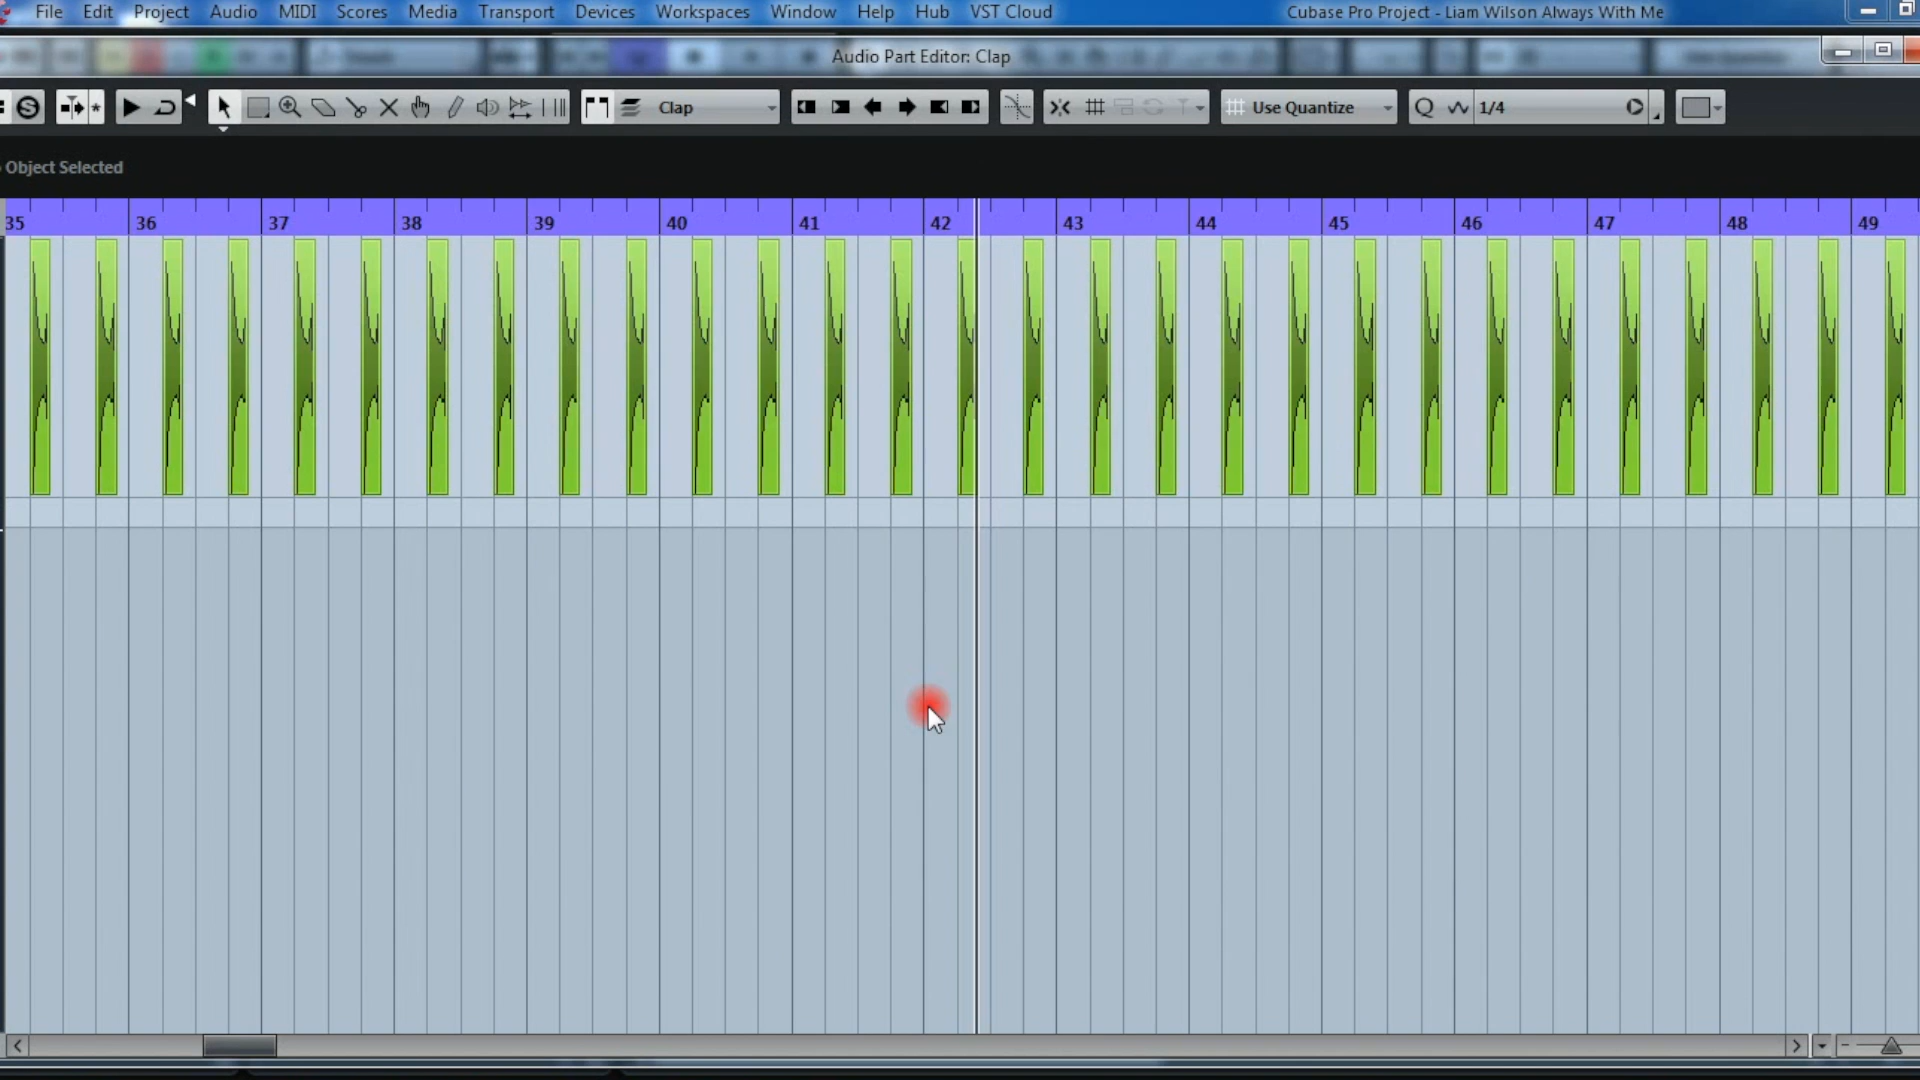 File Edit Project Audio MIDI Scores Media Transport Devices Workspaces Window Help Hub VST Cloud Cubase Pro Project - Liam Wilson Always With Me
Audio Part Editor: Clap
Clap Use Quantize Q 1/4
Object Selected
35 36 37 38 39 40 41 42 43 44 45 46 47 48 49